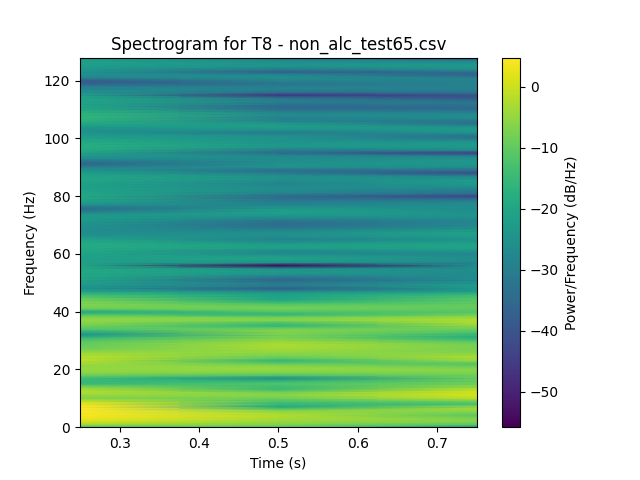 Spectrogram for T8 - non_alc_test65.csv
Frequency (Hz)
120
100
80
60
40
20
0
0.3 0.4 0.5 0.6 0.7
Time (s)
0
−10
−20
−30
−40
−50
Power/Frequency (dB/Hz)